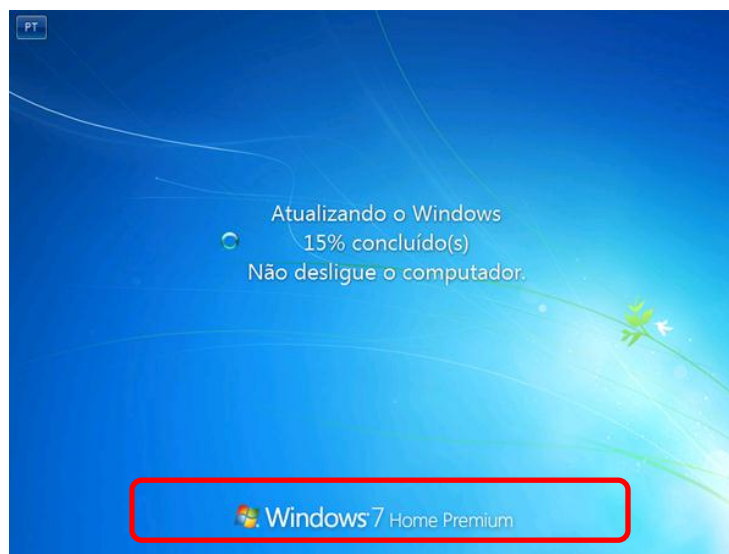 PT
Atualizando o Windows
15% concluído(s)
Não desligue o computador.
Windows 7 Home Premium